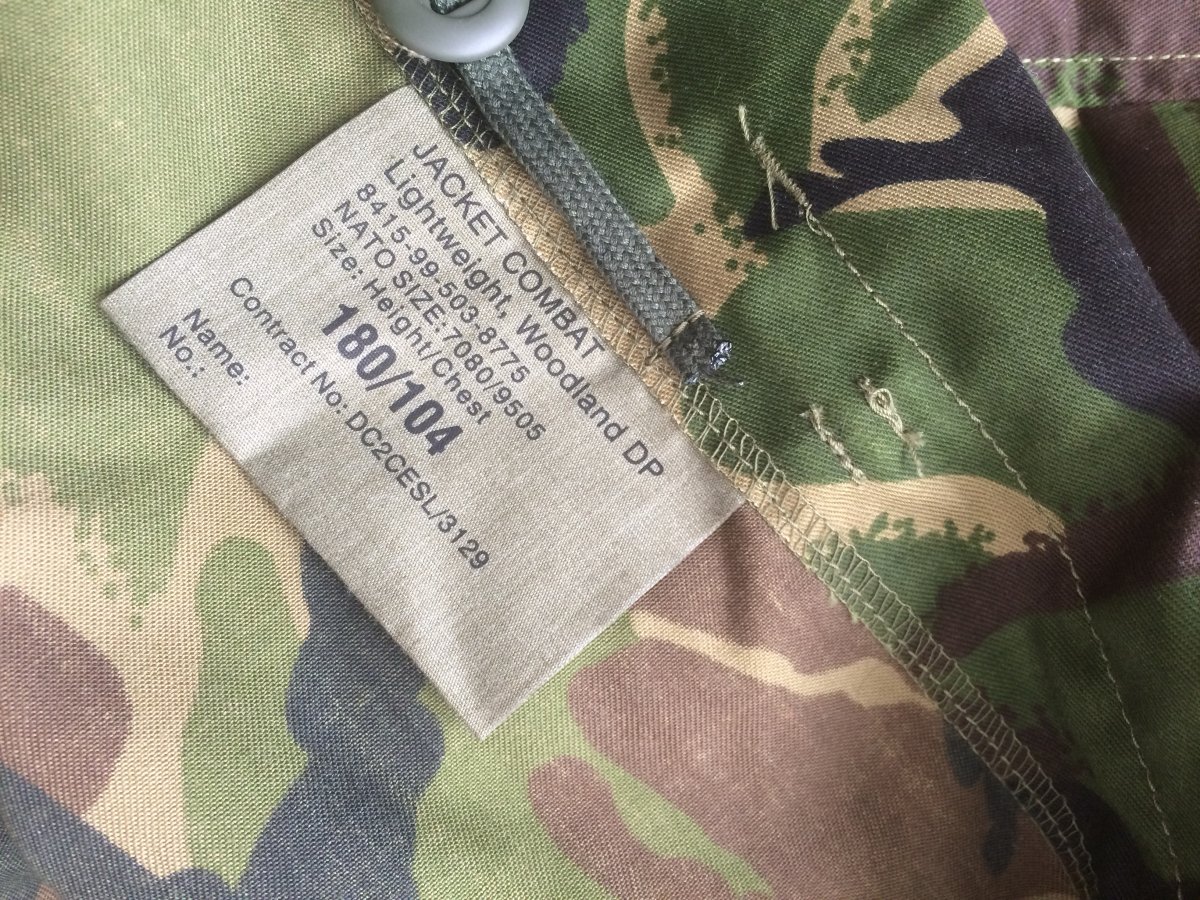 JACKET COMBAT
Lightweight, Woodland DP
8415-99-503-8775
NATO SIZE:7080/9505
Size: Height/Chest
180/104
Contract No.: DC2CESL/3129
Name:
No.: